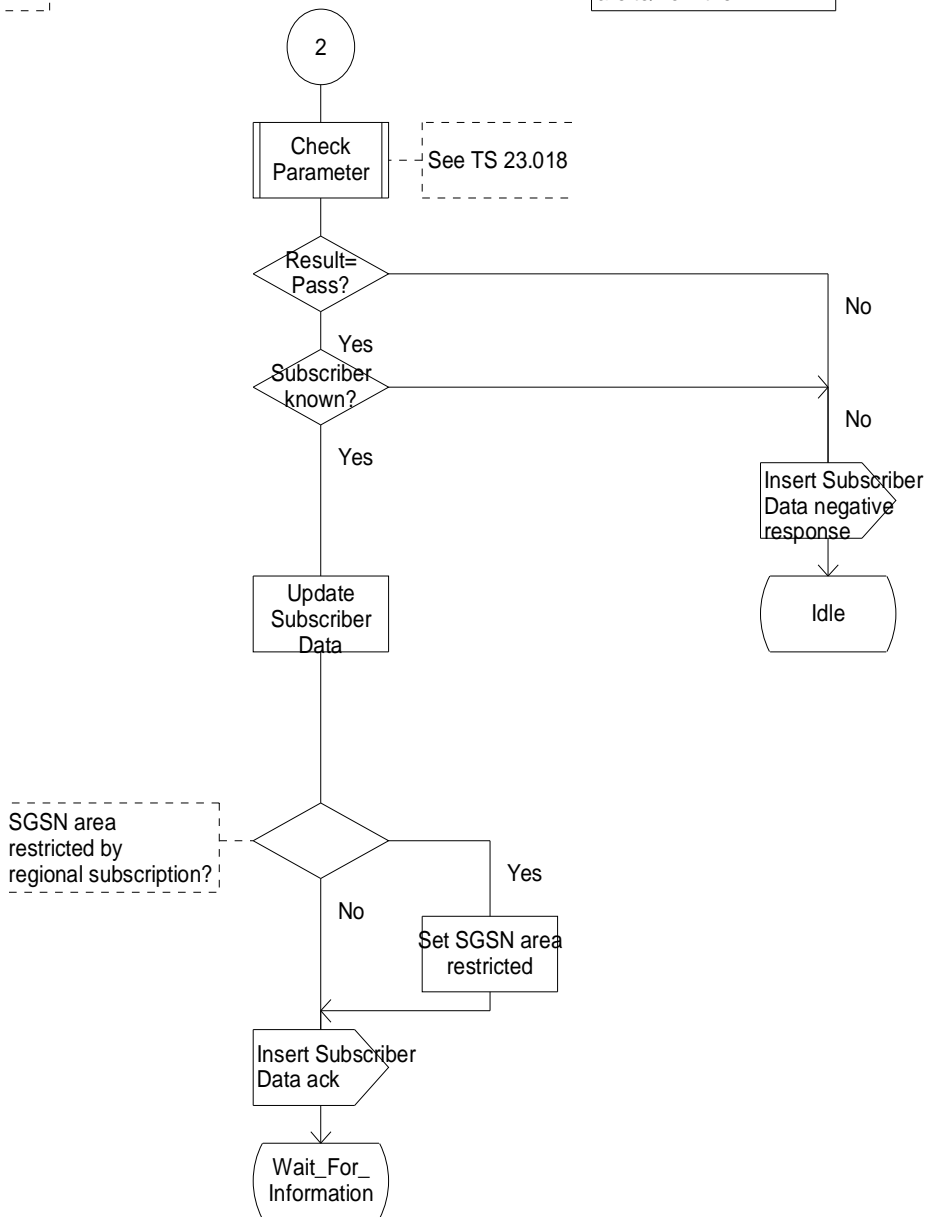 2
Check
Parameter
See TS 23.018
Result=
Pass?
No
Yes
Subscriber
known?
No
Yes
Insert Subscriber
Data negative
response
Update
Subscriber
Data
Idle
SGSN area
restricted by
regional subscription?
Yes
No
Set SGSN area
restricted
Insert Subscriber
Data ack
Wait_For_
Information